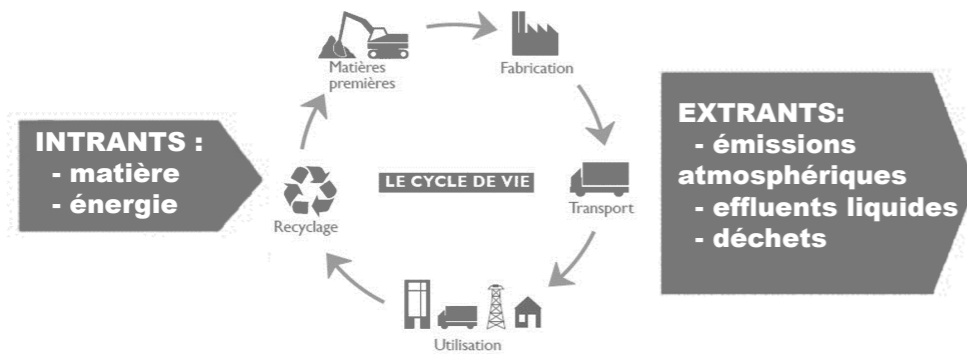 INTRANTS :
- matière
- énergie
Matières
premières
Fabrication
LE CYCLE DE VIE
Transport
Utilisation
Recyclage
EXTRANTS:
- émissions
atmosphériques
- effluents liquides
- déchets